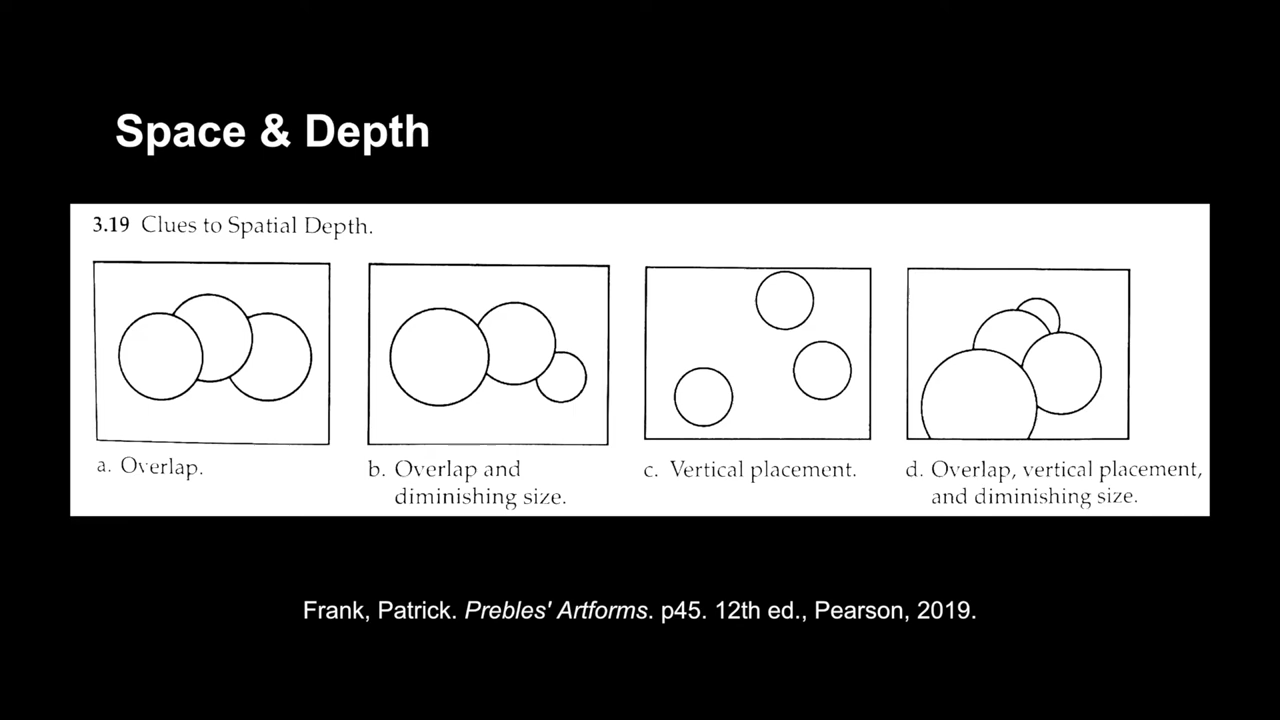 Space & Depth
3.19 Clues to Spatial Depth.
a. Overlap.
b. Overlap and
diminishing size.
c. Vertical placement.
d. Overlap, vertical placement,
and diminishing size.
Frank, Patrick. Prebles' Artforms. p45. 12th ed., Pearson, 2019.